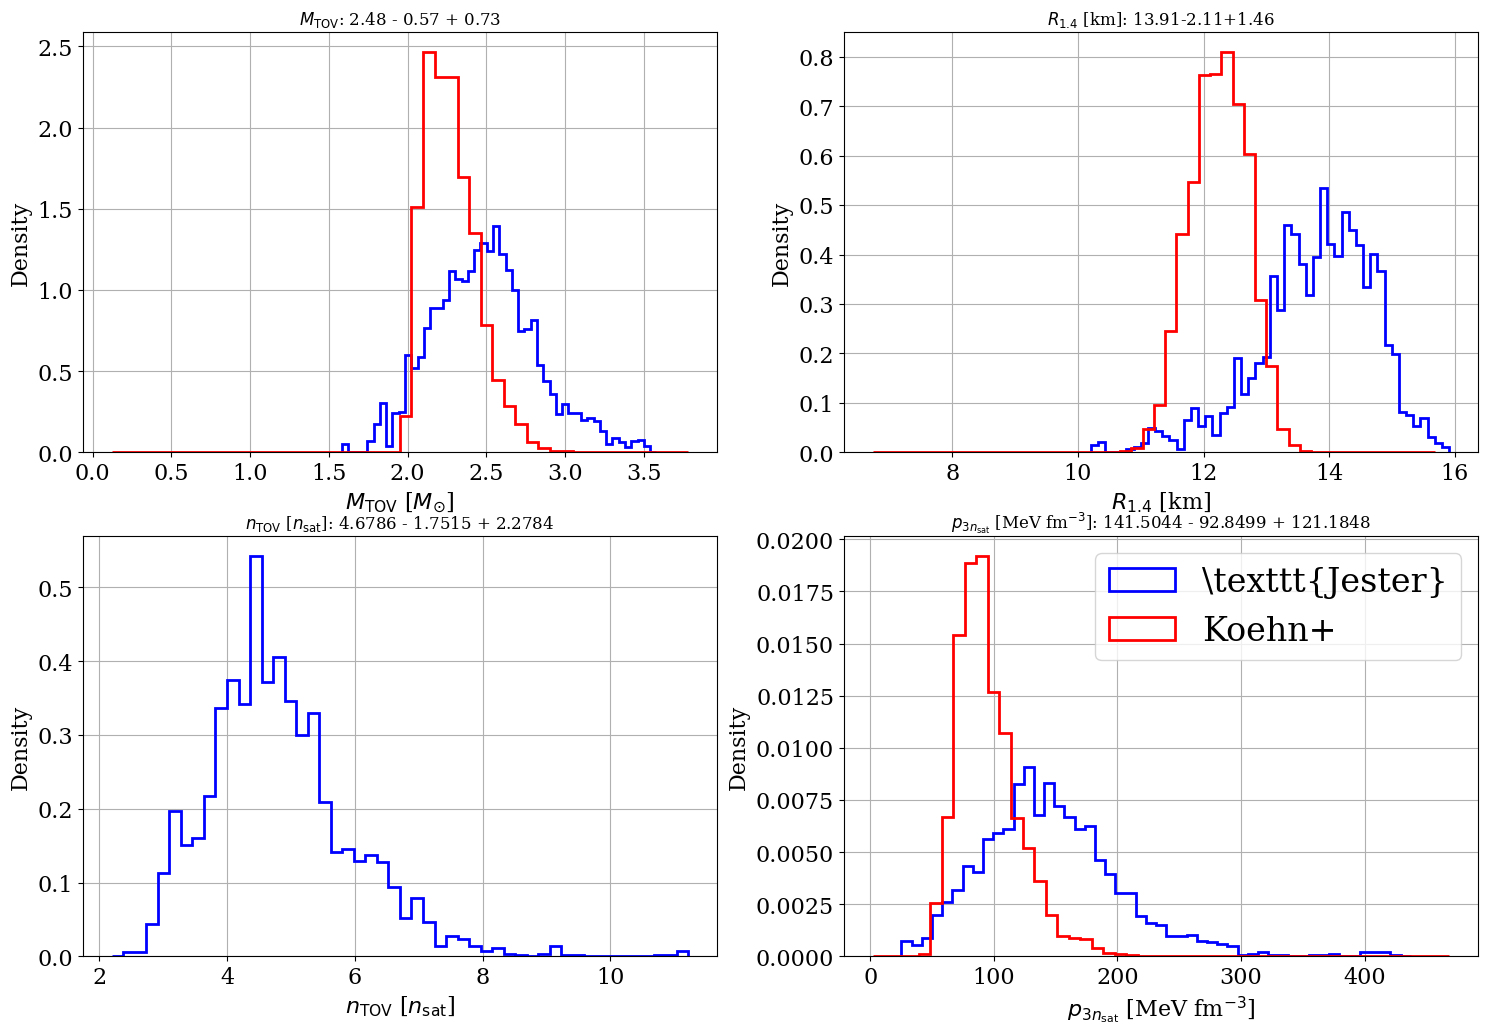 M_TOV: 2.48 - 0.57 + 0.73
2.5
2.0
1.5
1.0
0.5
0.0
Density
0.0 0.5 1.0 1.5 2.0 2.5 3.0 3.5
M_TOV [M_⊙]
R_1.4 [km]: 13.91-2.11+1.46
0.8
0.7
0.6
0.5
0.4
0.3
0.2
0.1
0.0
Density
8 10 12 14 16
R_1.4 [km]
n_TOV [n_sat]: 4.6786 - 1.7515 + 2.2784
0.5
0.4
0.3
0.2
0.1
0.0
Density
2 4 6 8 10
n_TOV [n_sat]
p_3n_sat [MeV fm^−3]: 141.5044 - 92.8499 + 121.1848
0.0200
0.0175
0.0150
0.0125
0.0100
0.0075
0.0050
0.0025
0.0000
Density
\texttt{Jester}
Koehn+
0 100 200 300 400
p_3n_sat [MeV fm^−3]